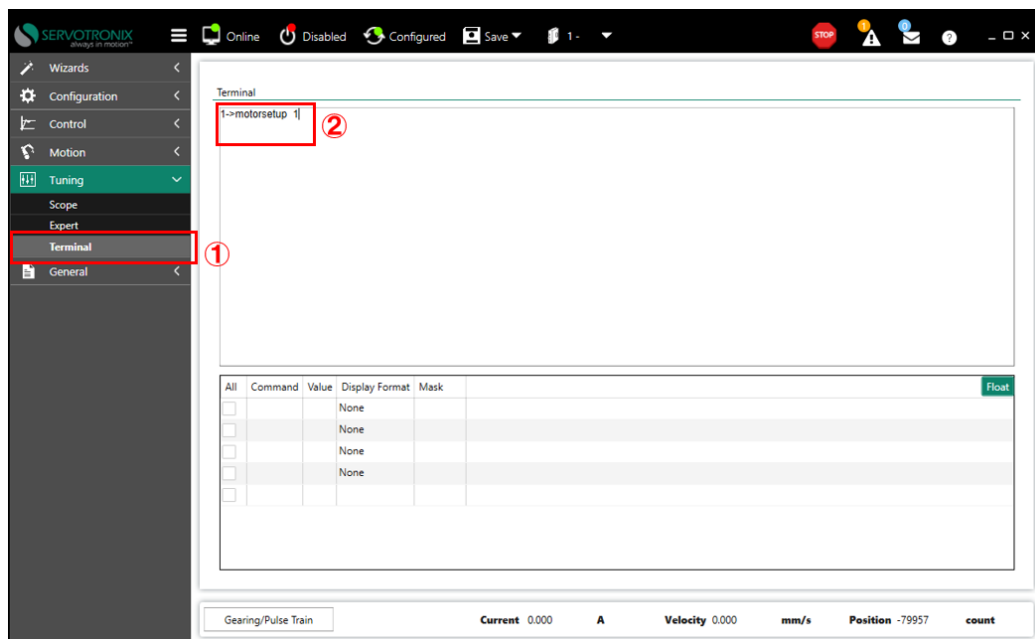 SERVOTRONIX
always in motion®
Online Disabled Configured Save 1 - STOP 1 0 ?
Wizards
Configuration
Control
Motion
Tuning
Scope
Expert
Terminal
General
①
Terminal
1->motorsetup 1
②
All Command Value Display Format Mask Float
None
None
None
None
Gearing/Pulse Train Current 0.000 A Velocity 0.000 mm/s Position -79957 count